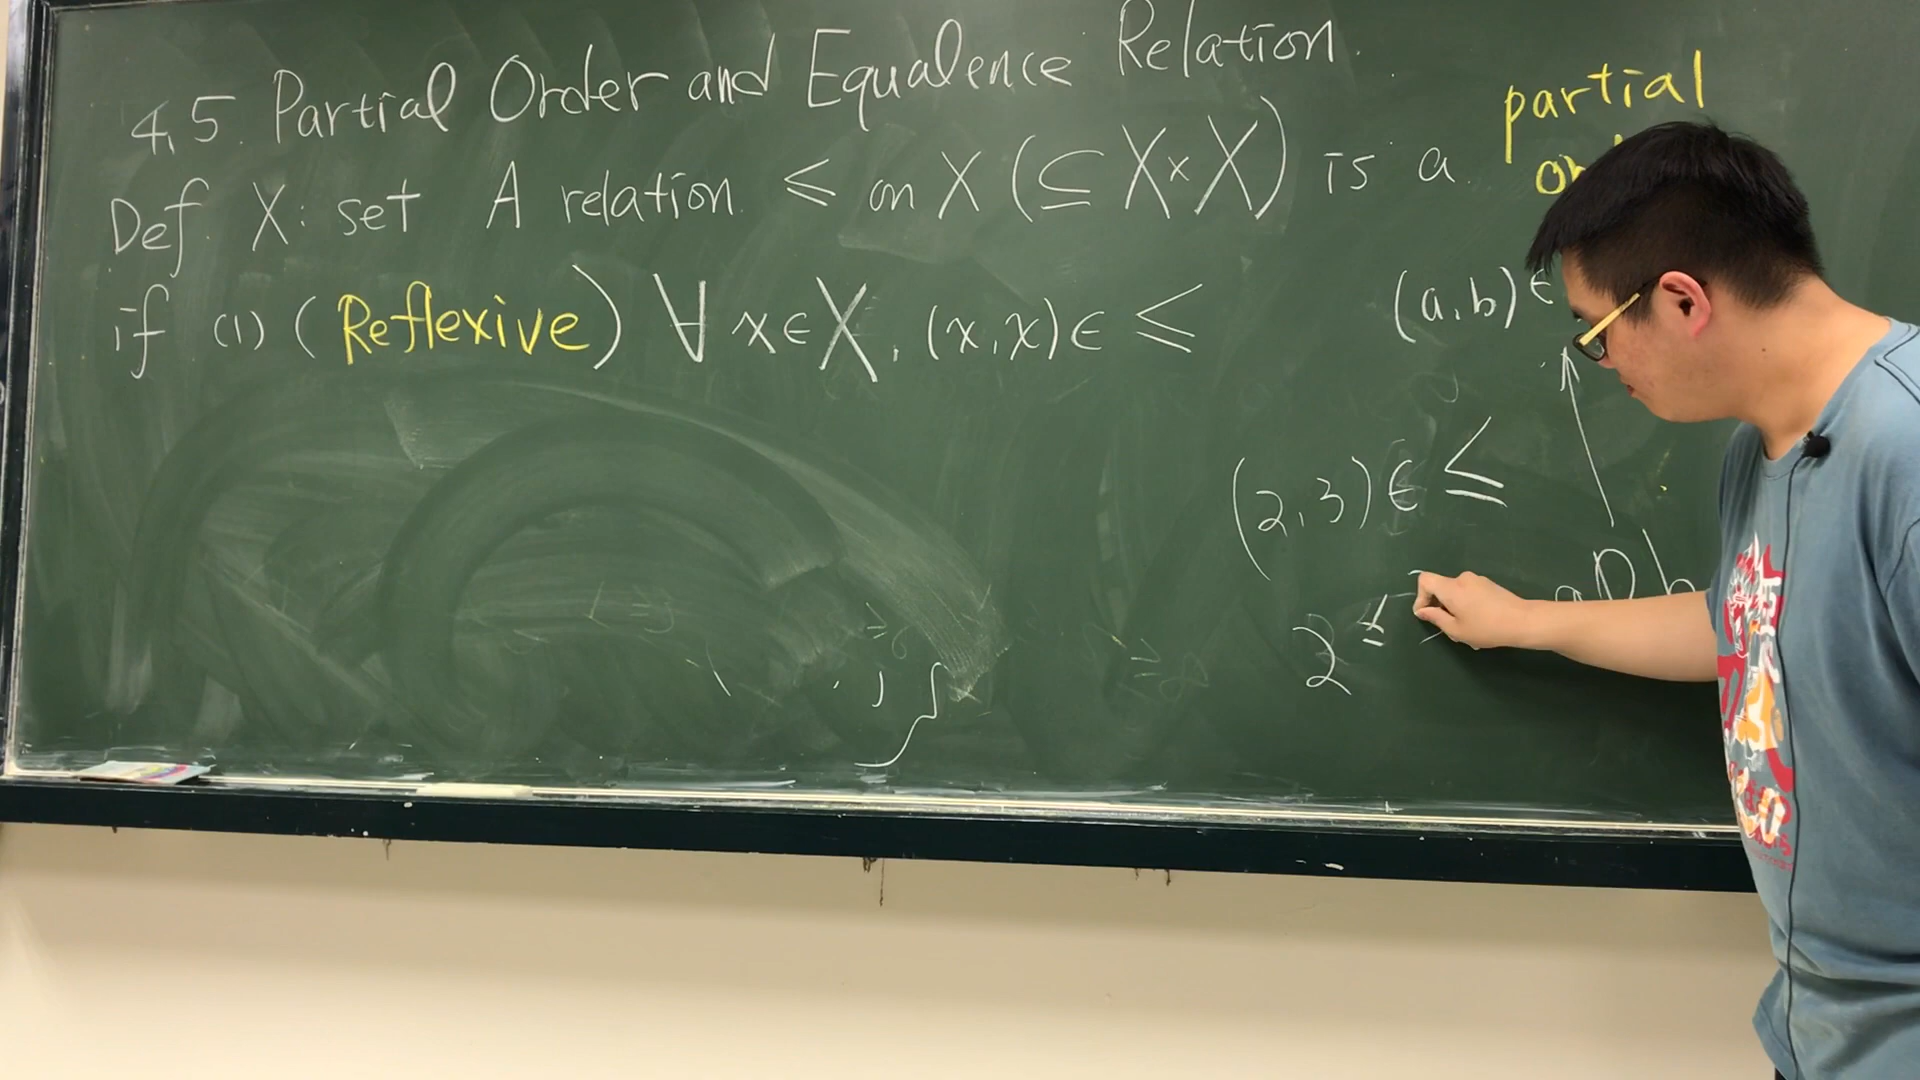 4.5. Partial Order and Equalence Relation.
Def. X: set A relation ≤ on X (⊆ X×X) is a partial
if (1) (Reflexive) ∀ x∈X, (x,x)∈ ≤
(a,b)∈
(2,3)∈ ≤
2 ≤